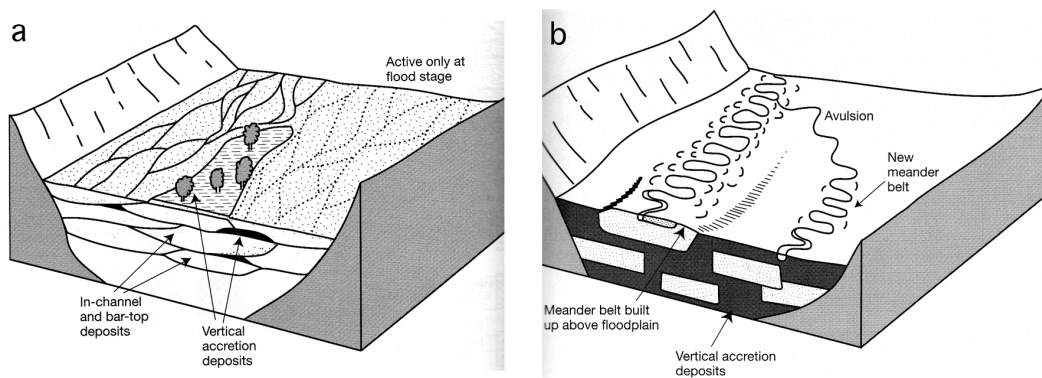 a
Active only at
flood stage
In-channel
and bar-top
deposits
Vertical
accretion
deposits
b
Avulsion
New
meander
belt
Meander belt built
up above floodplain
Vertical accretion
deposits